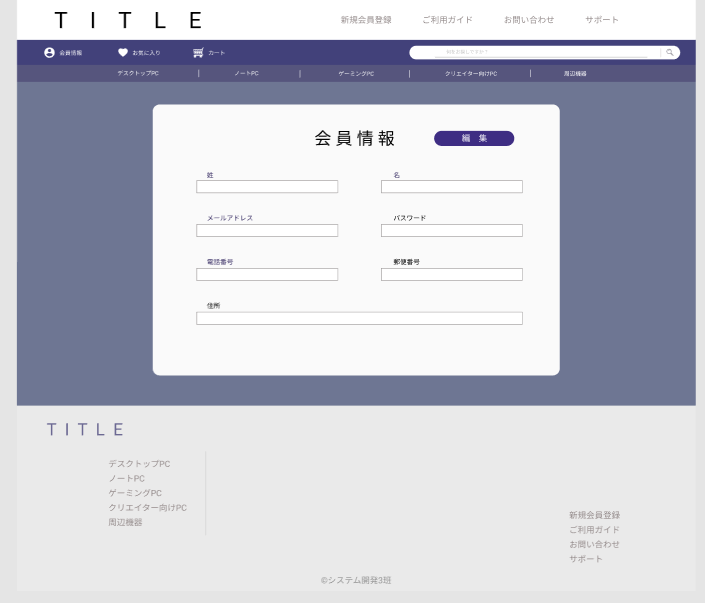 TITLE
新規会員登録 ご利用ガイド お問い合わせ サポート
会員情報 お気に入り カート
デスクトップPC | ノートPC | ゲーミングPC | クリエイター向けPC | 周辺機器
会員情報 編集
姓 名
メールアドレス パスワード
電話番号 郵便番号
住所
TITLE
デスクトップPC
ノートPC
ゲーミングPC
クリエイター向けPC
周辺機器
新規会員登録
ご利用ガイド
お問い合わせ
サポート
©システム開発3班